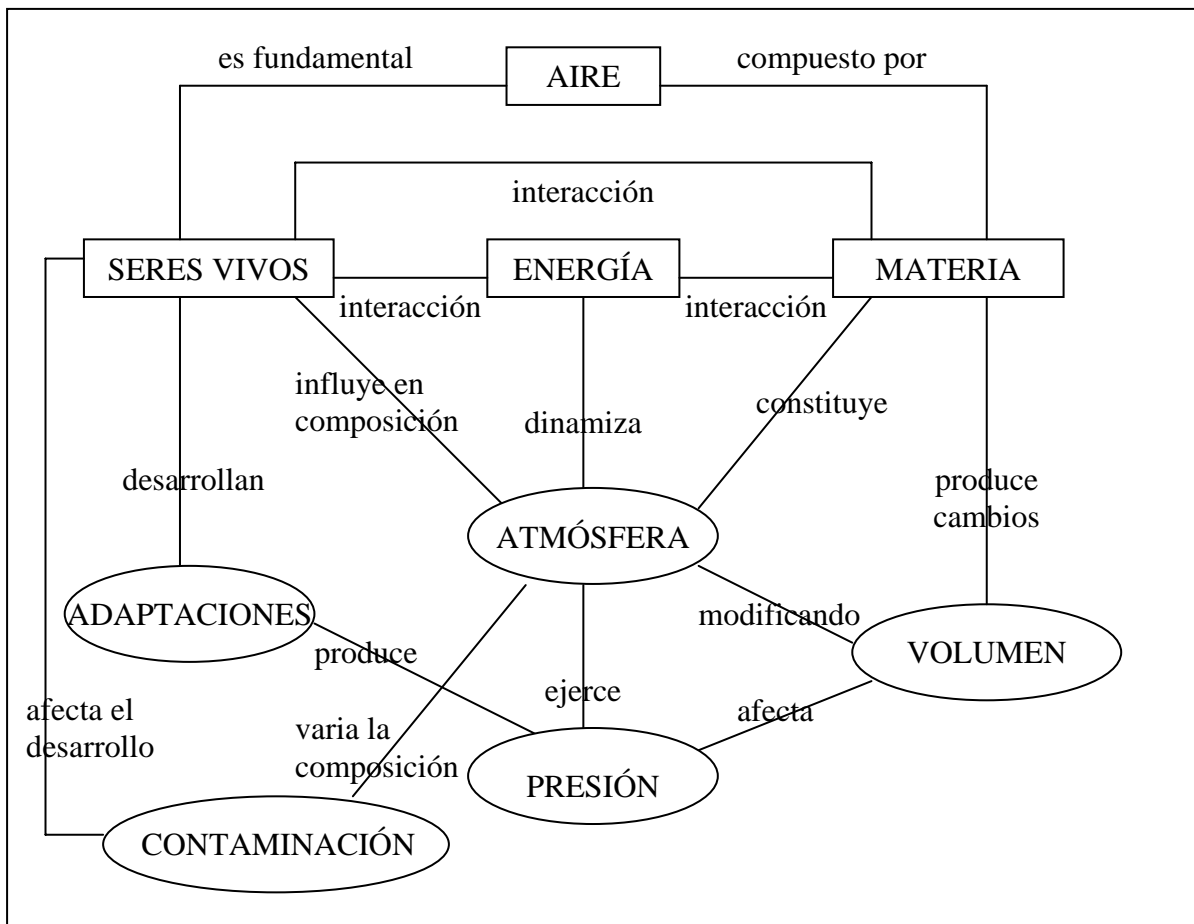 es fundamental
AIRE
compuesto por
interacción
SERES VIVOS
ENERGÍA
MATERIA
interacción
interacción
influye en
composición
dinamiza
constituye
desarrollan
produce
cambios
ATMÓSFERA
ADAPTACIONES
modificando
VOLUMEN
produce
ejerce
afecta
afecta el
desarrollo
varia la
composición
PRESIÓN
CONTAMINACIÓN